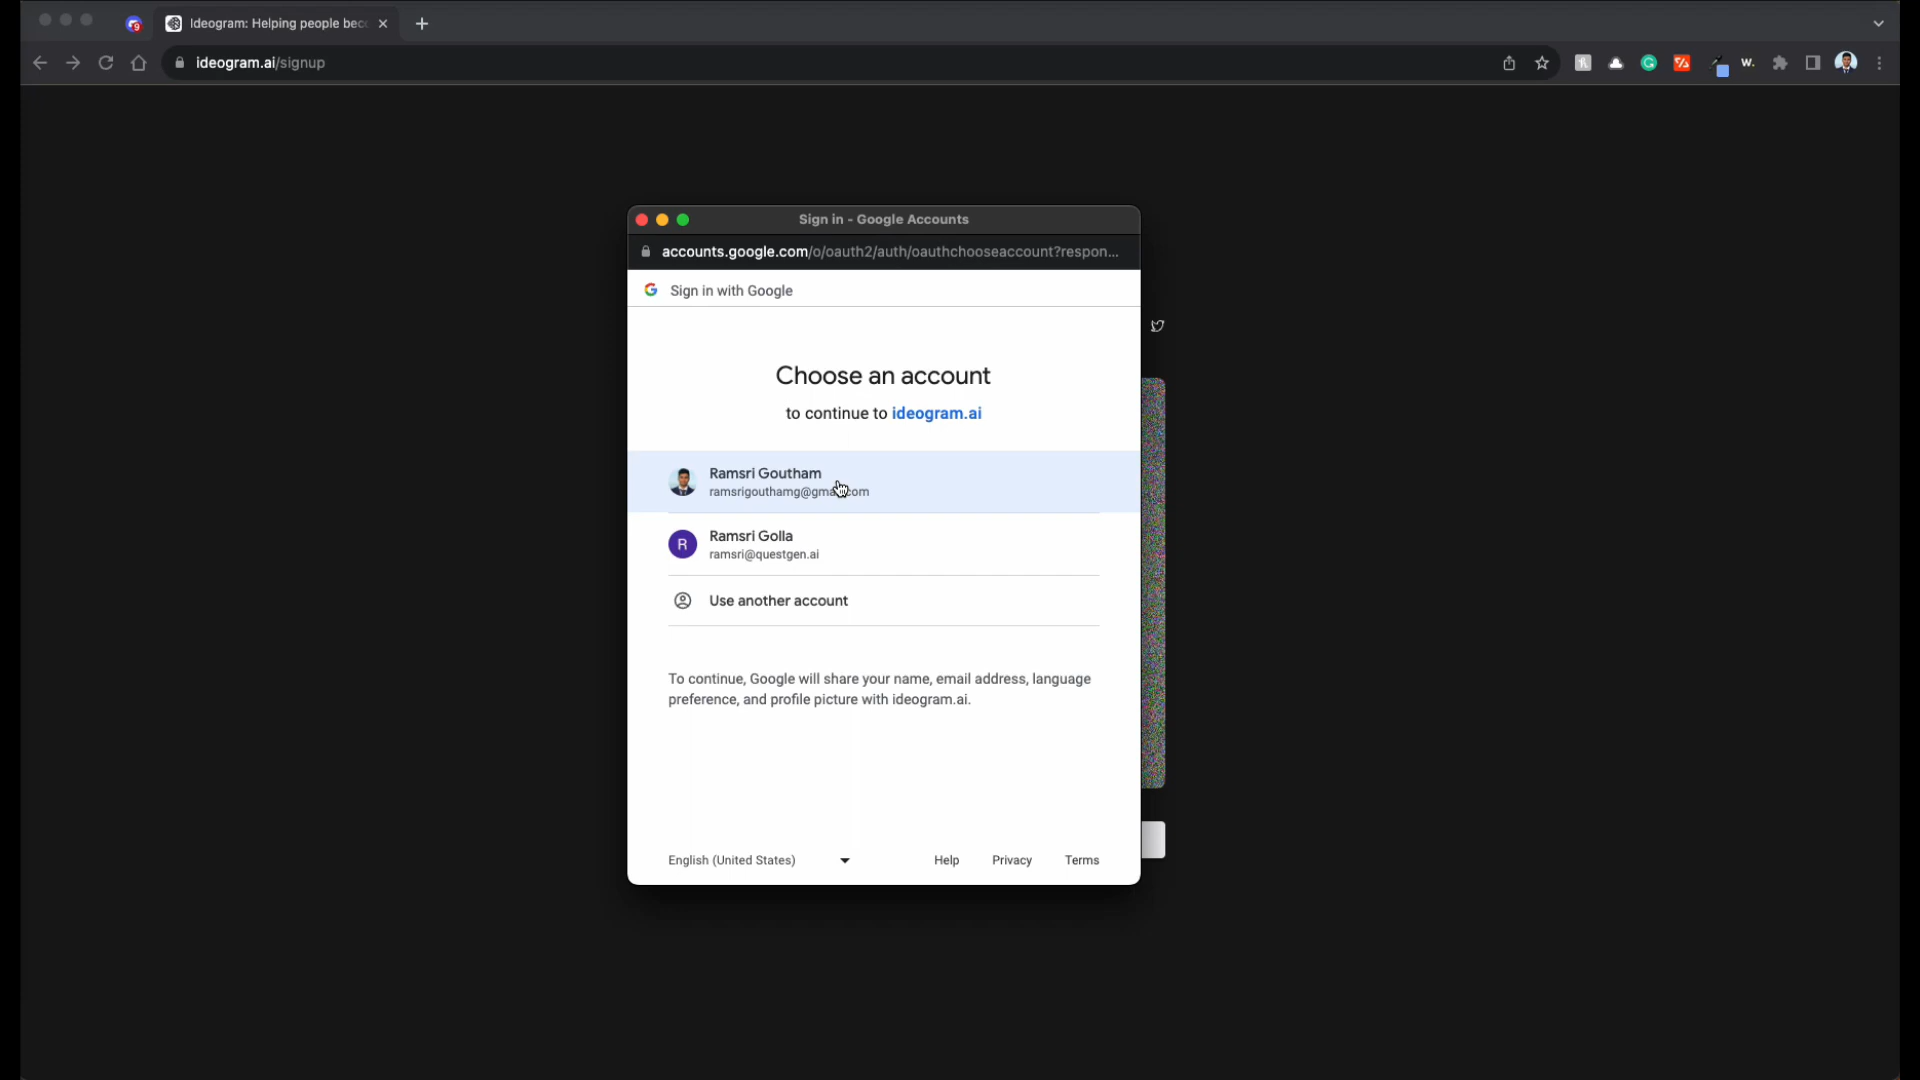 Ideogram: Helping people bec
ideogram.ai/signup
W.
Sign in - Google Accounts
accounts.google.com/o/oauth2/auth/oauthchooseaccount?respon...
Sign in with Google
Choose an account
to continue to ideogram.ai
Ramsri Goutham
R
Ramsri Golla
ramsri@questgen.ai
Use another account
To continue, Google will share your name, email address, language
preference, and profile picture with ideogram.ai.
English (United States)
Help Privacy Terms